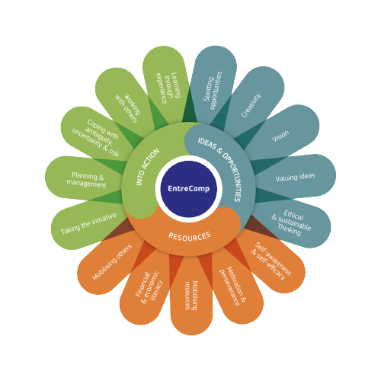 EntreComp
IDEAS & OPPORTUNITIES
Spotting
opportunities
Creativity
Vision
Valuing ideas
Ethical
& sustainable
Thinking
RESOURCES
Self-awareness
& self-efficacy
Motivation &
perseverance
Mobilising
resources
Financial
& economic
literacy
Mobilising others
INTO ACTION
Taking the initiative
Planning &
management
Coping with
ambiguity,
uncertainty & risk
Working
with others
Learning
through
experience